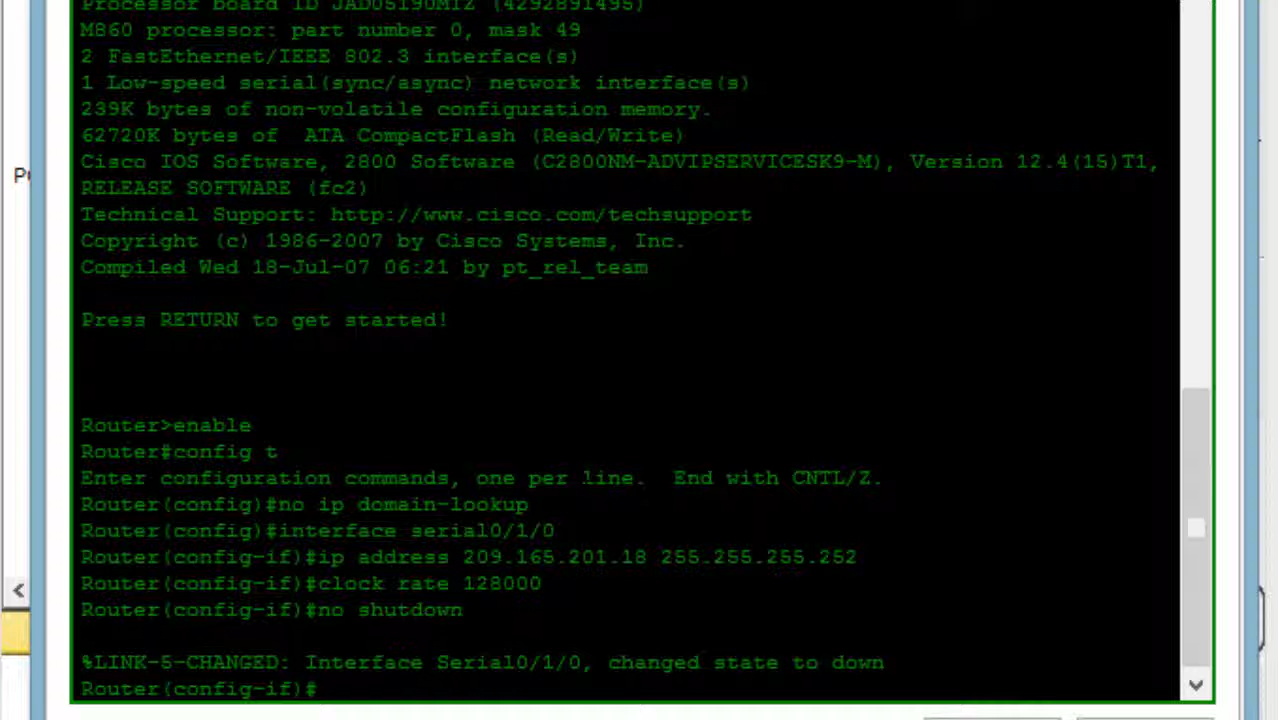 Processor board ID JAD05190MTZ (4292891495)
M860 processor: part number 0, mask 49
2 FastEthernet/IEEE 802.3 interface(s)
1 Low-speed serial(sync/async) network interface(s)
239K bytes of non-volatile configuration memory.
62720K bytes of  ATA CompactFlash (Read/Write)
Cisco IOS Software, 2800 Software (C2800NM-ADVIPSERVICESK9-M), Version 12.4(15)T1,
RELEASE SOFTWARE (fc2)
Technical Support: http://www.cisco.com/techsupport
Copyright (c) 1986-2007 by Cisco Systems, Inc.
Compiled Wed 18-Jul-07 06:21 by pt_rel_team
Press RETURN to get started!
Router>enable
Router#config t
Enter configuration commands, one per line.  End with CNTL/Z.
Router(config)#no ip domain-lookup
Router(config)#interface serial0/1/0
Router(config-if)#ip address 209.165.201.18 255.255.255.252
Router(config-if)#clock rate 128000
Router(config-if)#no shutdown
%LINK-5-CHANGED: Interface Serial0/1/0, changed state to down
Router(config-if)#